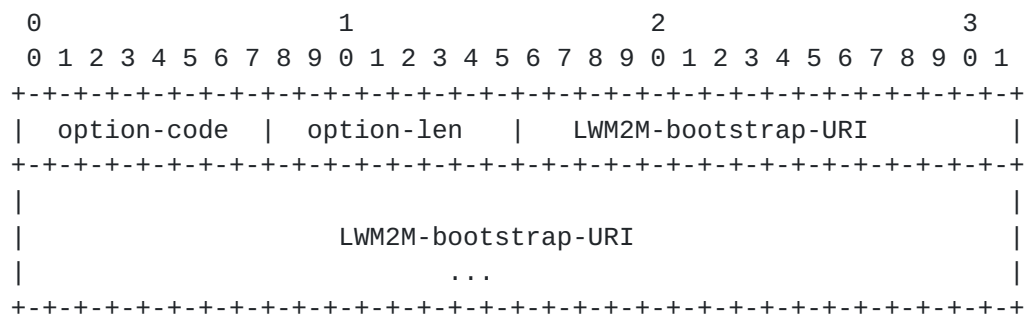 0                   1                   2                   3
 0 1 2 3 4 5 6 7 8 9 0 1 2 3 4 5 6 7 8 9 0 1 2 3 4 5 6 7 8 9 0 1
+-+-+-+-+-+-+-+-+-+-+-+-+-+-+-+-+-+-+-+-+-+-+-+-+-+-+-+-+-+-+-+-+
|  option-code  |  option-len   |   LWM2M-bootstrap-URI         |
+-+-+-+-+-+-+-+-+-+-+-+-+-+-+-+-+-+-+-+-+-+-+-+-+-+-+-+-+-+-+-+-+
|                                                               |
|                    LWM2M-bootstrap-URI                        |
|                           ...                                 |
+-+-+-+-+-+-+-+-+-+-+-+-+-+-+-+-+-+-+-+-+-+-+-+-+-+-+-+-+-+-+-+-+